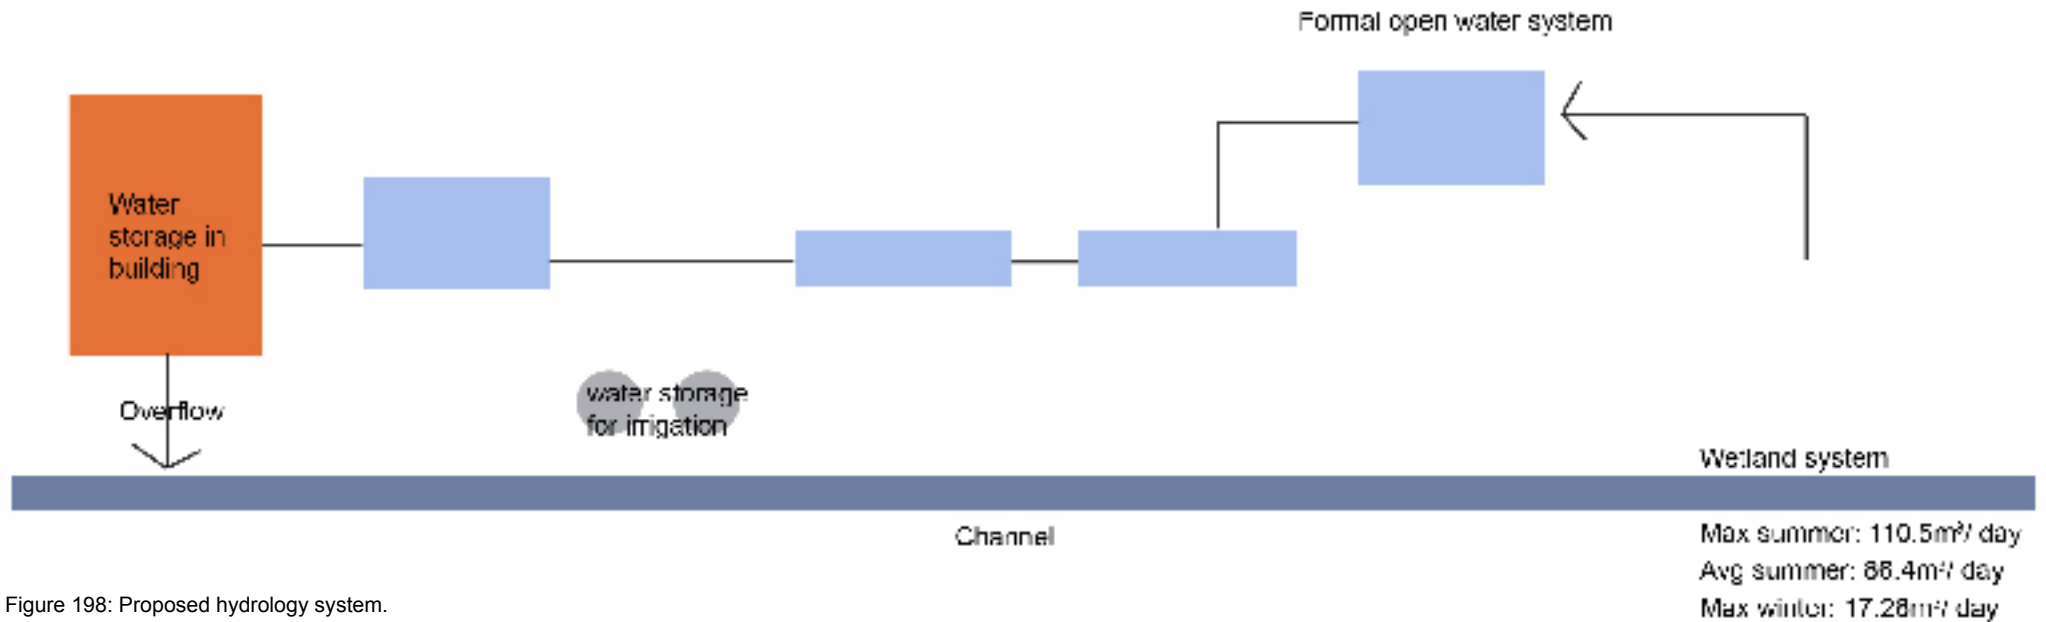 Formal open water system
Water
storage in
building
Overflow
water storage
for irrigation
Wetland system
Channel
Max summer: 110.5m³/ day
Avg summer: 88.4m³/ day
Max winter: 17.28m³/ day
Figure 198: Proposed hydrology system.